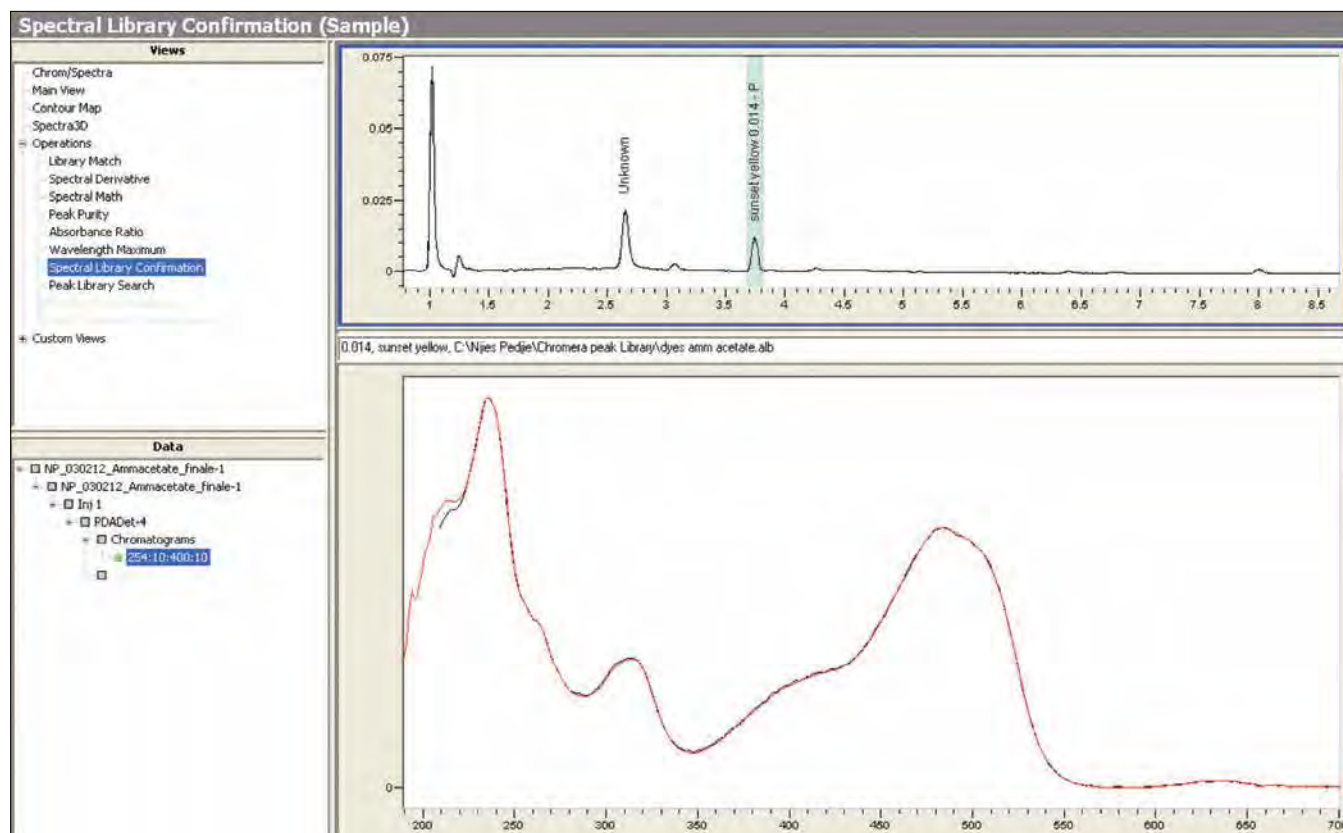 Spectral Library Confirmation (Sample)
Views
Chrom/Spectra
Main View
Contour Map
Spectra3D
Operations
Library Match
Spectral Derivative
Spectral Math
Peak Purity
Absorbance Ratio
Wavelength Maximum
Spectral Library Confirmation
Peak Library Search
Custom Views
Data
NP_030212_Ammacetate_finale-1
NP_030212_Ammacetate_finale-1
Inj 1
PDADet-4
Chromatograms
254:10:400:10
0.075
0.05
0.025
0
Unknown
sunset yellow 0.014 - P
1 1.5 2 2.5 3 3.5 4 4.5 5 5.5 6 6.5 7 7.5 8 8.5
0.014, sunset yellow, C:\Njies Pedjie\Chromera peak Library\dyes amm acetate.alb
0
200 250 300 350 400 450 500 550 600 650